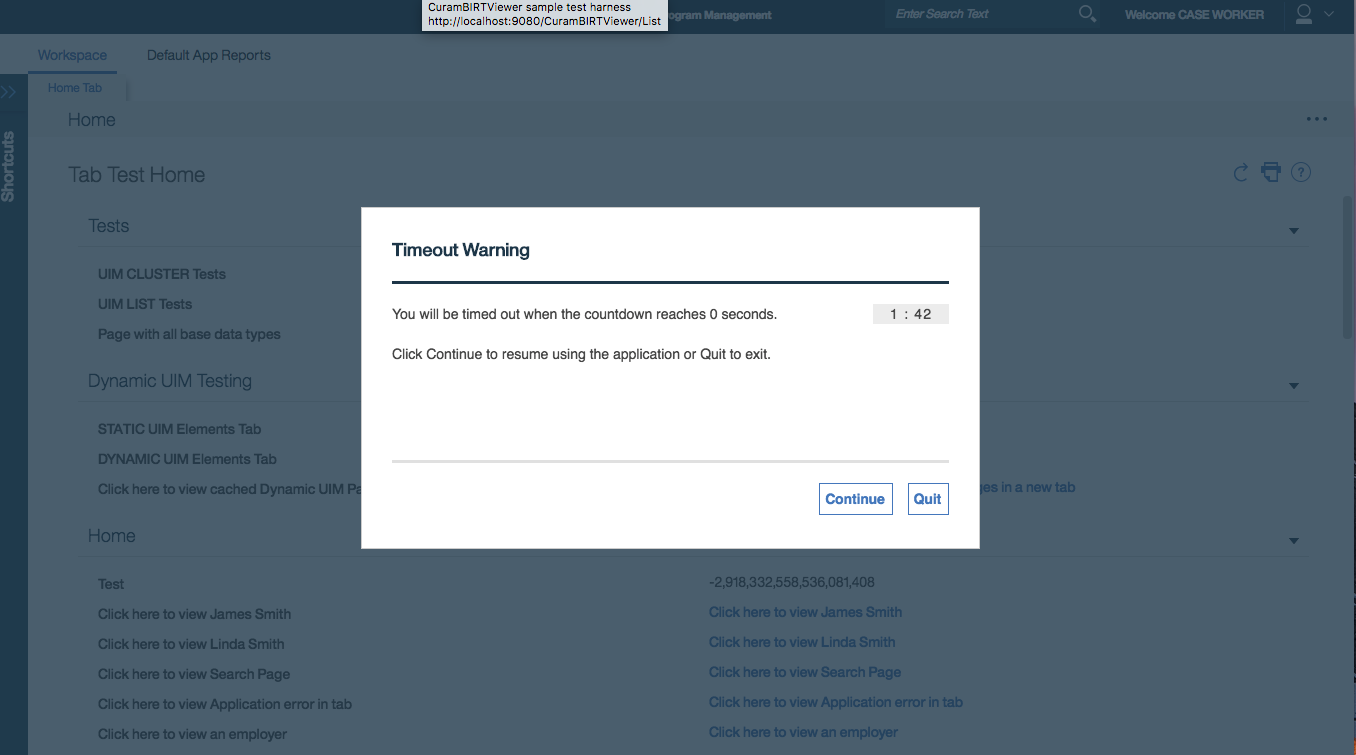 CuramBIRTViewer sample test harness
http://localhost:9080/CuramBIRTViewer/List
ogram Management
Enter Search Text
Welcome CASE WORKER
Workspace
Default App Reports
Home Tab
Shortcuts
Home
Tab Test Home
?
Tests
UIM CLUSTER Tests
UIM LIST Tests
Page with all base data types
Timeout Warning
You will be timed out when the countdown reaches 0 seconds. 1 : 42
Click Continue to resume using the application or Quit to exit.
Continue
Quit
Dynamic UIM Testing
STATIC UIM Elements Tab
DYNAMIC UIM Elements Tab
Click here to view cached Dynamic UIM Pa
ges in a new tab
Home
Test -2,918,332,558,536,081,408
Click here to view James Smith Click here to view James Smith
Click here to view Linda Smith Click here to view Linda Smith
Click here to view Search Page Click here to view Search Page
Click here to view Application error in tab Click here to view Application error in tab
Click here to view an employer Click here to view an employer